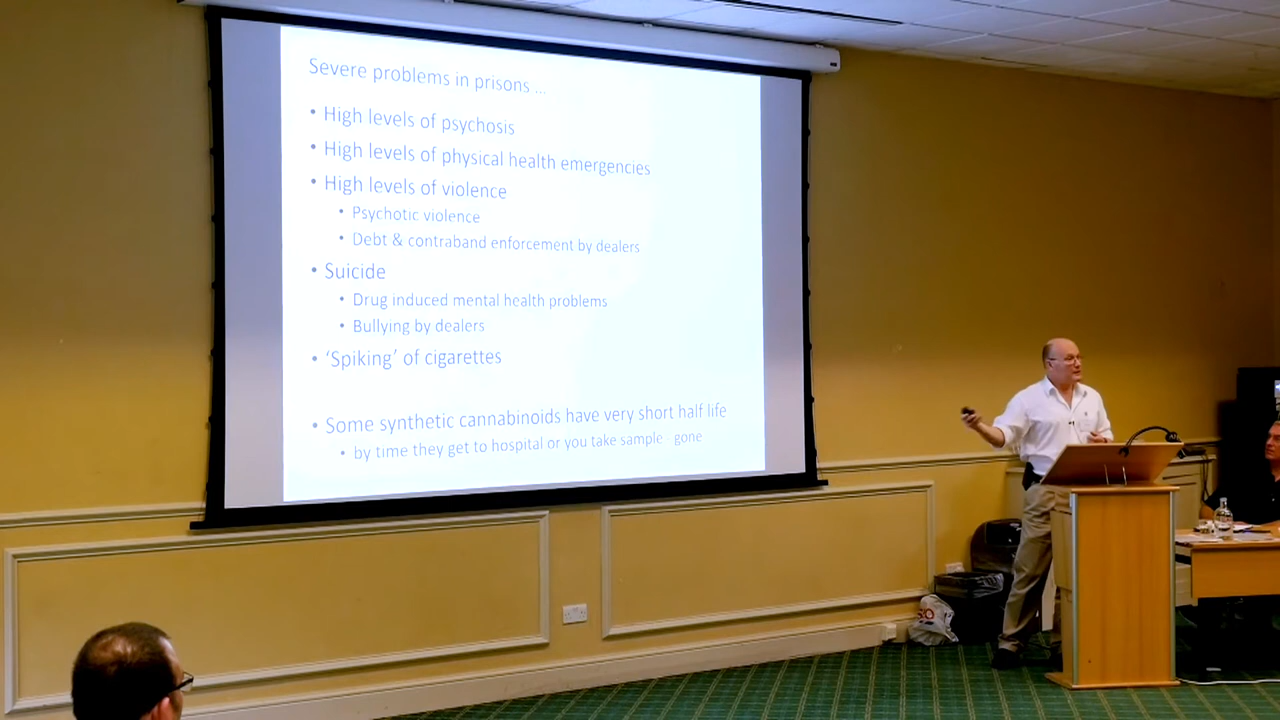 Severe problems in prisons ...
• High levels of psychosis
• High levels of physical health emergencies
• High levels of violence
• Psychotic violence
• Debt & contraband enforcement by dealers
• Suicide
• Drug induced mental health problems
• Bullying by dealers
• ‘Spiking’ of cigarettes
• Some synthetic cannabinoids have very short half life
• by time they get to hospital or you take sample - gone